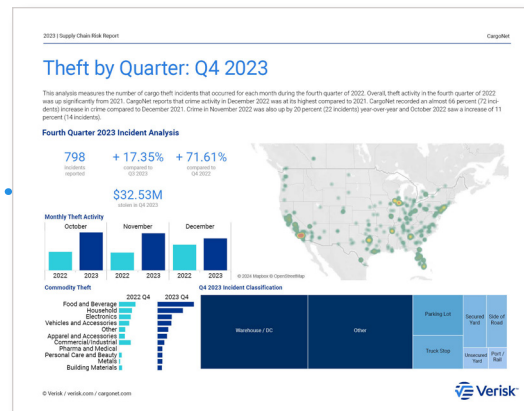 2023 | Supply Chain Risk Report
CargoNet
Theft by Quarter: Q4 2023
This analysis measures the number of cargo theft incidents that occurred for each month during the fourth quarter of 2022. Overall, theft activity in the fourth quarter of 2022
was up significantly from 2021. CargoNet reports that crime activity in December 2022 was at its highest compared to 2021. CargoNet recorded an almost 66 percent (72 inci-
dents) increase in crime compared to December 2021. Crime in November 2022 was also up by 20 percent (22 incidents) year-over-year and October 2022 saw a increase of 11
percent (14 incidents).
Fourth Quarter 2023 Incident Analysis
798
incidents
reported
+ 17.35%
compared to
Q3 2023
+ 71.61%
compared to
Q4 2022
$32.53M
stolen in Q4 2023
Monthly Theft Activity
October
November
December
2022 2023
2022 2023
2022 2023
© 2024 Mapbox © OpenStreetMap
Commodity Theft
2022 Q4
2023 Q4
Food and Beverage
Household
Electronics
Vehicles and Accessories
Other
Apparel and Accessories
Commercial/Industrial
Pharma and Medical
Personal Care and Beauty
Metals
Building Materials
Q4 2023 Incident Classification
Warehouse / DC
Other
Parking Lot
Truck Stop
Secured
Yard
Side of
Road
Unsecured
Yard
Port /
Rail
© Verisk / verisk.com / cargonet.com
Verisk